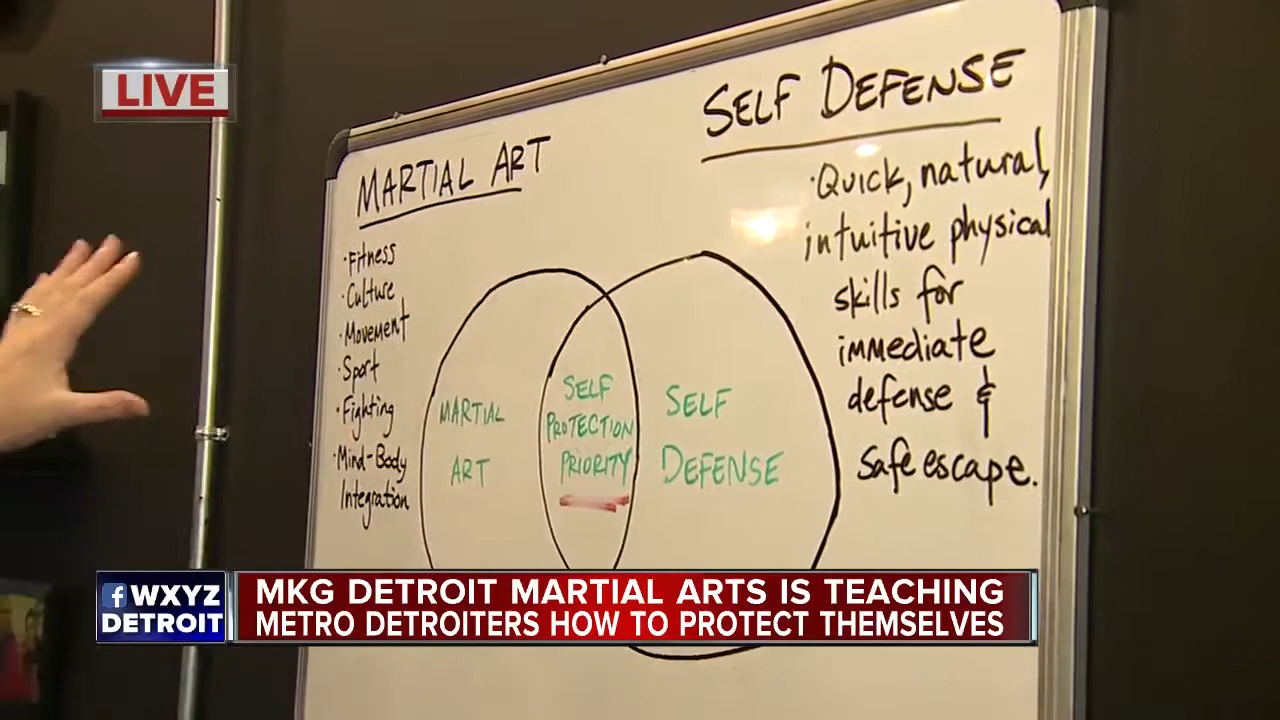 LIVE
MARTIAL ART
·Fitness
·Culture
·Movement
·Sport
·Fighting
·Mind-Body
Integration
MARTIAL
ART
SELF
PROTECTION
PRIORITY
SELF
DEFENSE
SELF DEFENSE
·Quick, natural,
intuitive physical
skills for
immediate
defense &
safe escape.
f WXYZ
DETROIT
MKG DETROIT MARTIAL ARTS IS TEACHING
METRO DETROITERS HOW TO PROTECT THEMSELVES